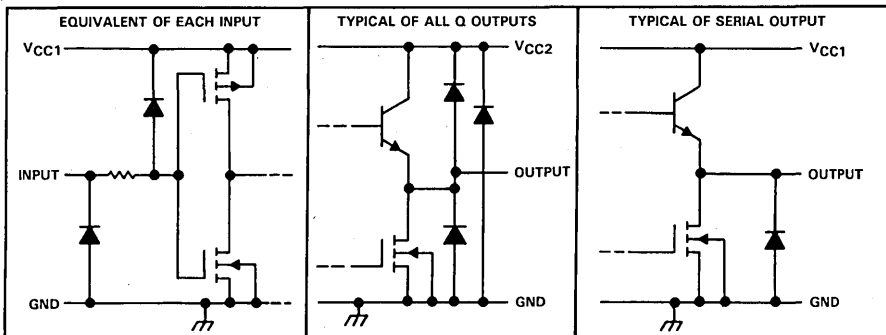 EQUIVALENT OF EACH INPUT
VCC1
INPUT
GND
TYPICAL OF ALL Q OUTPUTS
VCC2
OUTPUT
GND
TYPICAL OF SERIAL OUTPUT
VCC1
OUTPUT
GND